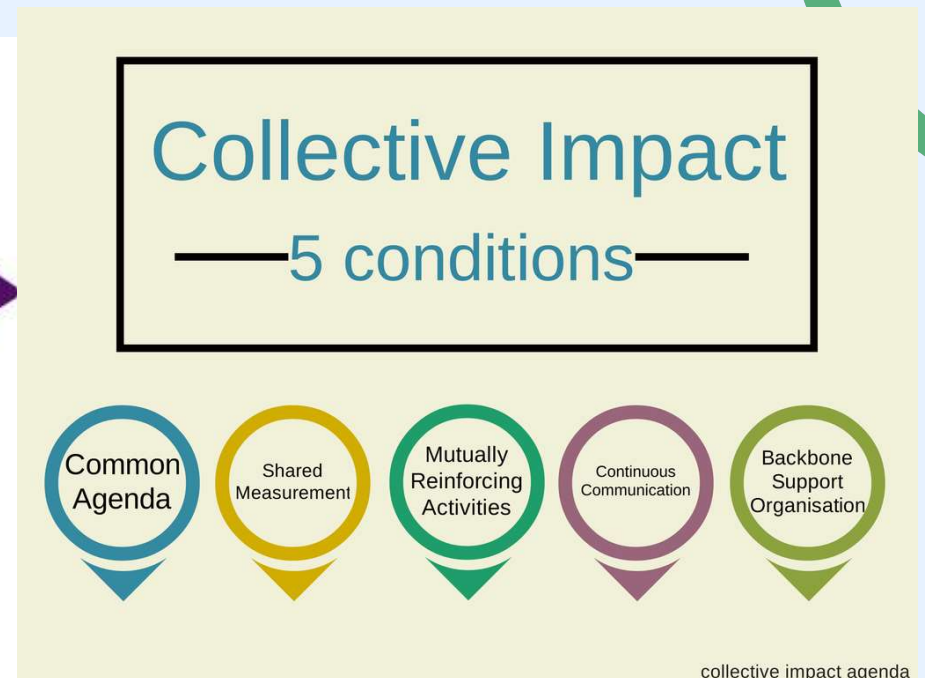 Collective Impact
5 conditions
Common
Agenda
Shared
Measurement
Mutually
Reinforcing
Activities
Continuous
Communication
Backbone
Support
Organisation
collective impact agenda